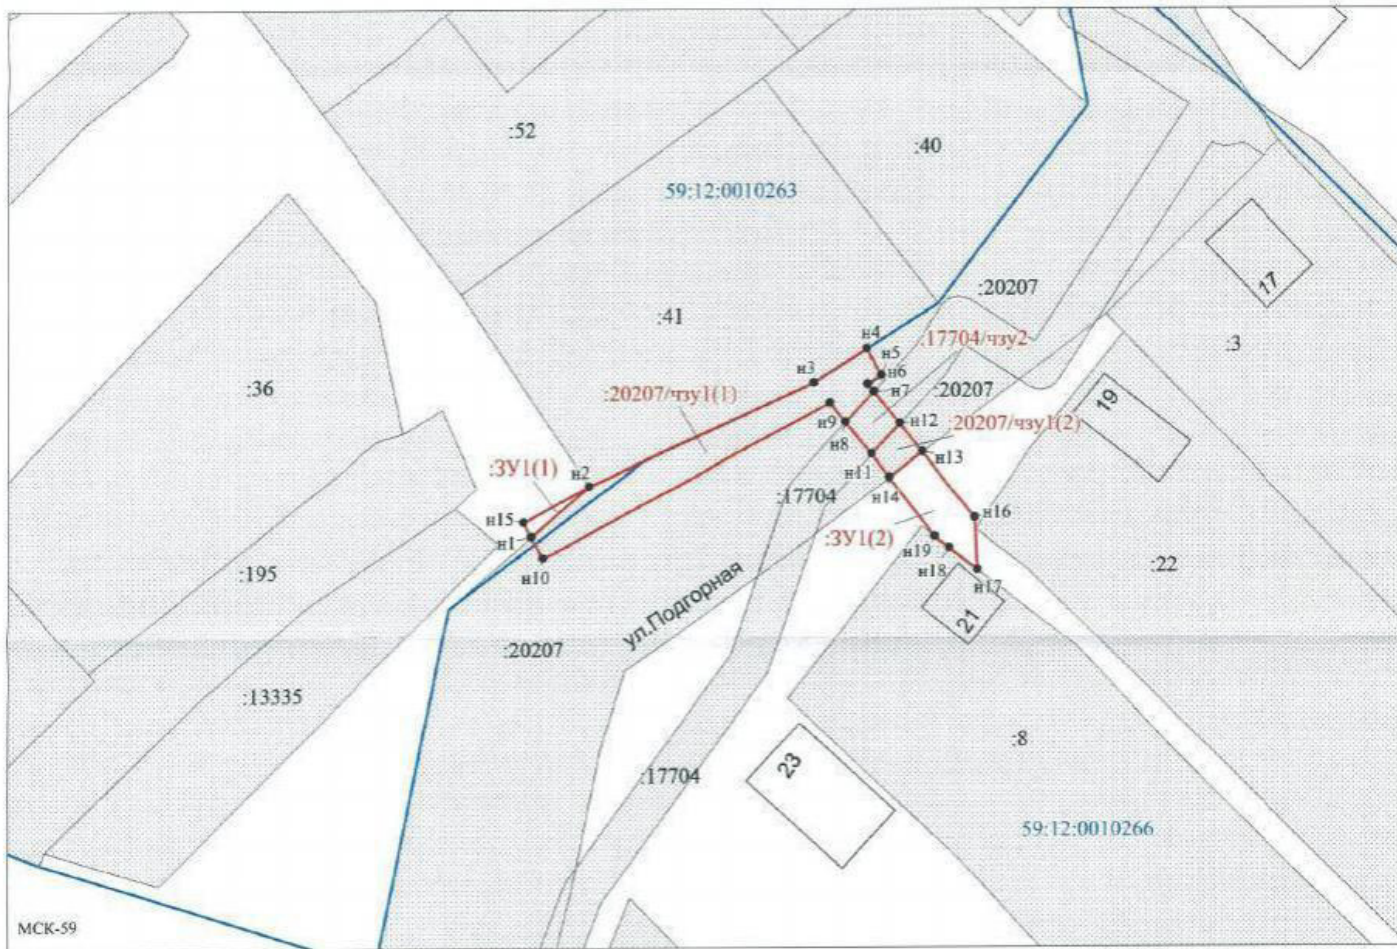 :52
:40
59:12:0010263
17
:20207
:41
н4
:17704/чзу2
:3
н5
н3
н6
:36
:20207/чзу1(1)
н7
:20207
19
н9
н12
:20207/чзу1(2)
н8
:ЗУ1(1)
н2
н11
н13
н14
:17704
н15
н16
н1
:ЗУ1(2)
н19
н10
н18
:22
:195
н17
ул.Подгорная
21
:20207
:13335
:8
23
:17704
59:12:0010266
МСК-59